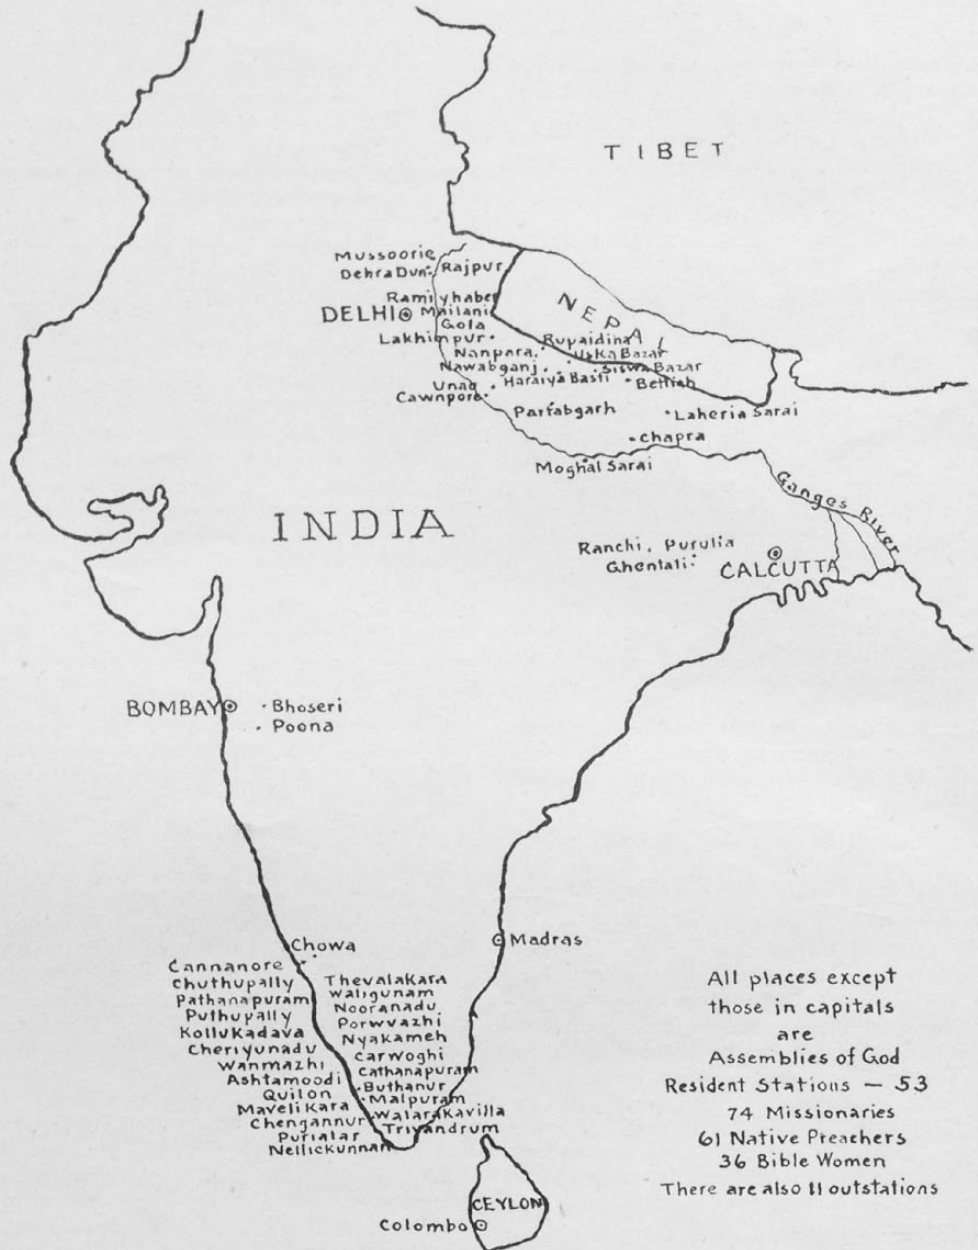 TIBET
Mussoorie
Dehra Dun Rajpur
NEPAL
Ramiyhaber
DELHI Mailani
Gola
Lakhimpur
Rupaidina
Nanpara Uska Bazar
Nawabganj Siswa Bazar
Haraiya Basti Bettiah
Unao
Cawnpore
Partabgarh Laheria Sarai
Chapra
Moghal Sarai
Ganges River
INDIA
Ranchi, Purulia
Ghentali
CALCUTTA
BOMBAY Bhoseri
Poona
Madras
Chowa
Cannanore
Chuthupally
Pathanapuram
Puthupally
Kollukadava
Cheriyunadu
Wanmazhi
Ashtamoodi
Quilon
Mavelikara
Chengannur
Purialar
Nellickunnan
Thevalakara
Waligunam
Nooranadu
Porwvazhi
Nyakameh
Carwoghi
Cathanapuram
Buthanur
Malpuram
Walarakavilla
Trivandrum
CEYLON
Colombo
All places except
those in capitals
are
Assemblies of God
Resident Stations — 53
74 Missionaries
61 Native Preachers
36 Bible Women
There are also 11 outstations